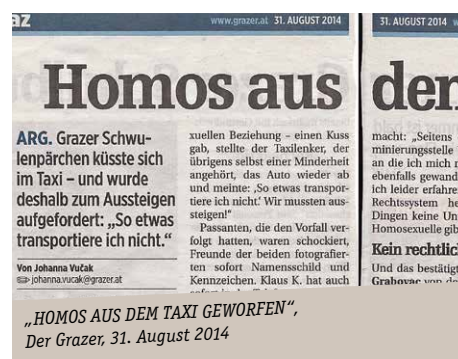 az
www.grazer.at 31. AUGUST 2014
Homos aus
ARG. Grazer Schwu-
lenpärchen küsste sich
im Taxi – und wurde
deshalb zum Aussteigen
aufgefordert: „So etwas
transportiere ich nicht.“
Von Johanna Vučak
johanna.vucak@grazer.at
xuellen Beziehung – einen Kuss
gab, stellte der Taxilenker, der
übrigens selbst einer Minderheit
angehört, das Auto wieder ab
und meinte: ‚So etwas transpor-
tiere ich nicht.‘ Wir mussten aus-
steigen!“
Passanten, die den Vorfall ver-
folgt hatten, waren schockiert,
Freunde der beiden fotografier-
ten sofort Namensschild und
Kennzeichen. Klaus K. hat auch
31. AUGUST 2014
den
macht: „Seitens
minierungsstelle
an die ich mich
ebenfalls gewand
ich leider erfahre
Rechtssystem he
Dingen keine Un
Homosexuelle gib
Kein rechtlic
Und das bestätig
Grabovac von de
„HOMOS AUS DEM TAXI GEWORFEN“,
Der Grazer, 31. August 2014